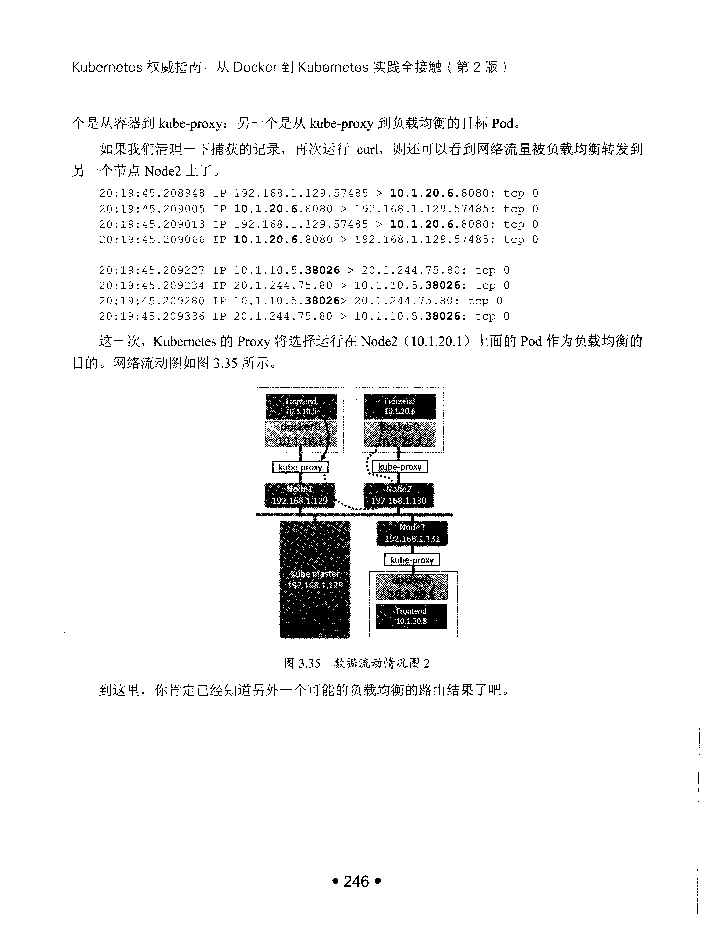 Kubernetes 权威指南：从 Docker 到 Kubernetes 实践全接触（第 2 版）
个是从容器到 kube-proxy；另一个是从 kube-proxy 到负载均衡的目标 Pod。
如果我们清理一下捕获的记录，再次运行 curl，则还可以看到网络流量被负载均衡转发到
另一个节点 Node2 上了。
20:19:45.208948 IP 192.168.1.129.57485 > 10.1.20.6.8080: tcp 0
20:19:45.209005 IP 10.1.20.6.8080 > 192.168.1.129.57485: tcp 0
20:19:45.209013 IP 192.168.1.129.57485 > 10.1.20.6.8080: tcp 0
20:19:45.209066 IP 10.1.20.6.8080 > 192.168.1.129.57485: tcp 0
20:19:45.209227 IP 10.1.10.5.38026 > 20.1.244.75.80: tcp 0
20:19:45.209234 IP 20.1.244.75.80 > 10.1.10.5.38026: tcp 0
20:19:45.209280 IP 10.1.10.5.38026> 20.1.244.75.80: tcp 0
20:19:45.209336 IP 20.1.244.75.80 > 10.1.10.5.38026: tcp 0
这一次，Kubernetes 的 Proxy 将选择运行在 Node2（10.1.20.1）上面的 Pod 作为负载均衡的
目的。网络流动图如图 3.35 所示。
Frontend
10.1.10.5
Frontend
10.1.20.6
docker0
docker0
kube-proxy
kube-proxy
Node1
192.168.1.129
Node2
192.168.1.130
Node3
192.168.1.131
kube-proxy
kube master
Frontend
10.1.30.8
图 3.35 数据流动情况图 2
到这里，你肯定已经知道另外一个可能的负载均衡的路由结果了吧。
• 246 •